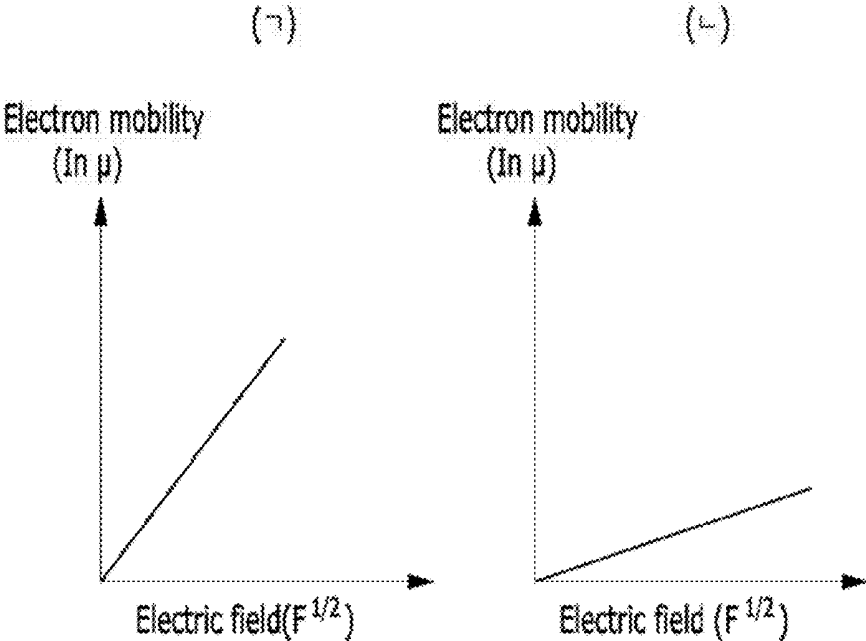 (ㄱ)
Electron mobility
(In μ)
Electric field(F 1/2)
(ㄴ)
Electron mobility
(In μ)
Electric field (F 1/2)